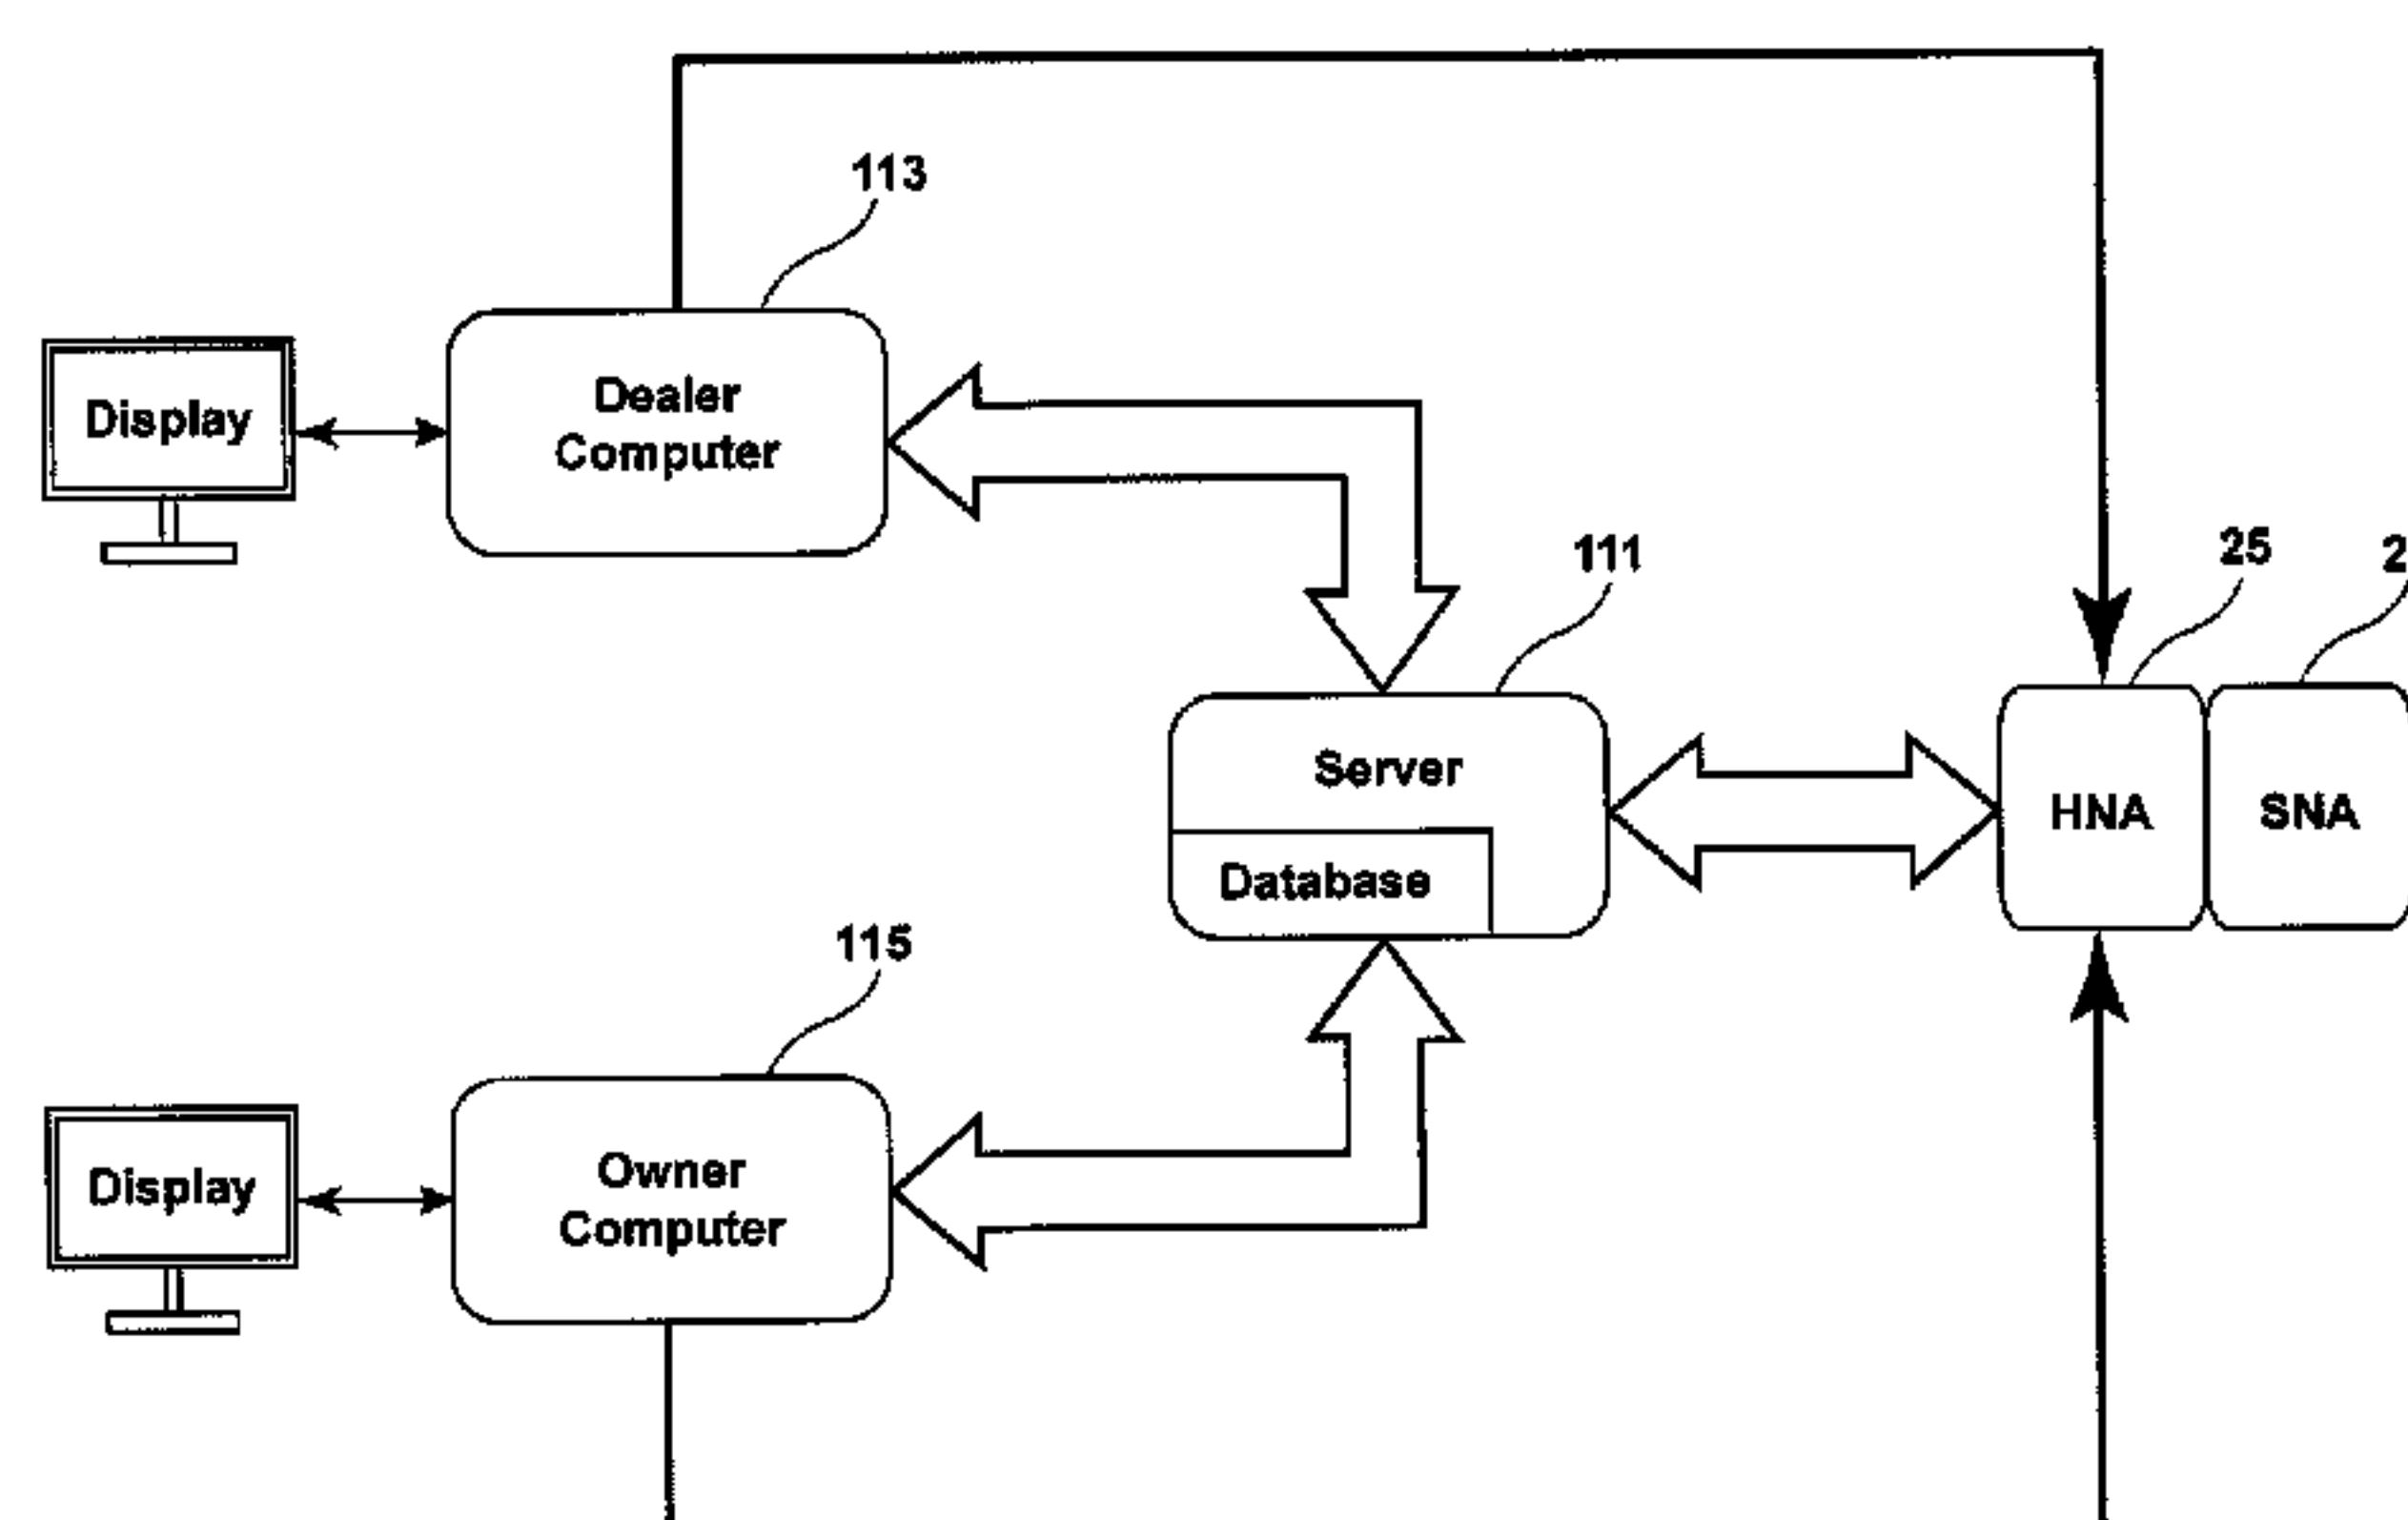 113
Display
Dealer
Computer
111
25
Server
HNA
SNA
Database
115
Display
Owner
Computer